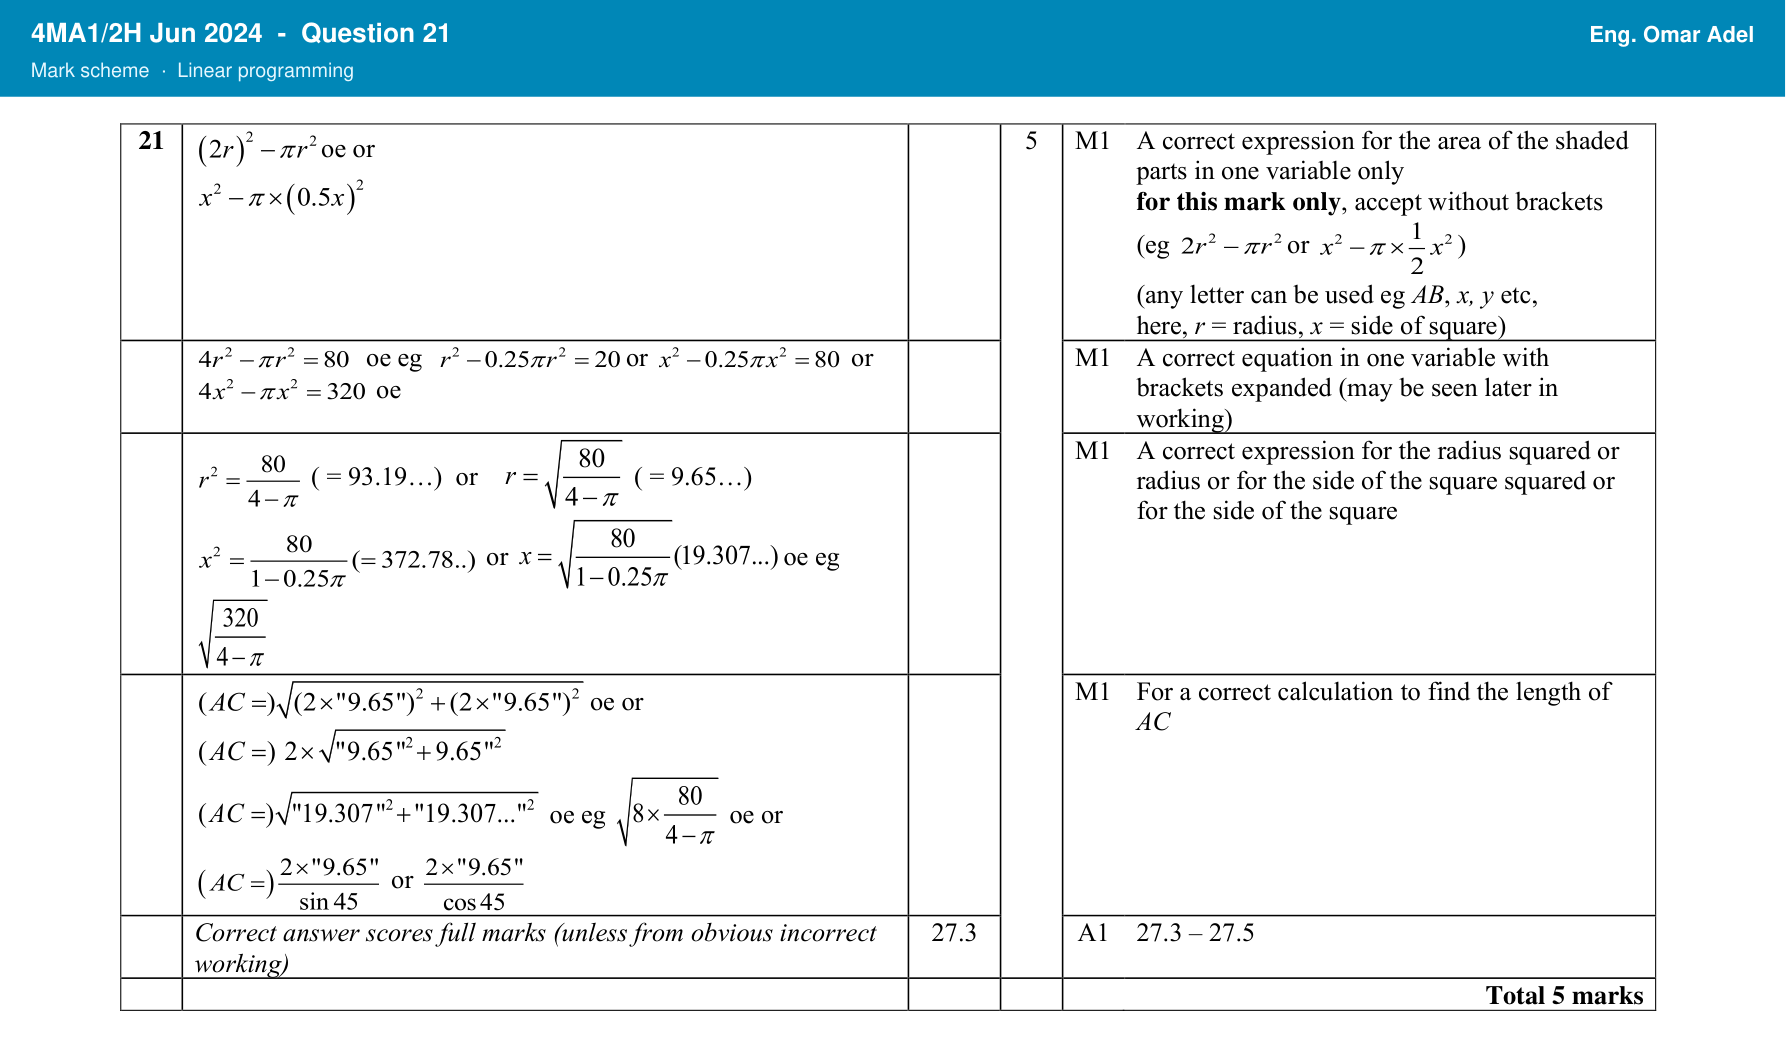 4MA1/2H Jun 2024 - Question 21
Eng. Omar Adel
Mark scheme · Linear programming
21
(2r)² − πr² oe or
x² − π × (0.5x)²
5
M1 A correct expression for the area of the shaded
parts in one variable only
for this mark only, accept without brackets
(eg 2r² − πr² or x² − π × 1/2 x² )
(any letter can be used eg AB, x, y etc,
here, r = radius, x = side of square)
4r² − πr² = 80 oe eg r² − 0.25πr² = 20 or x² − 0.25πx² = 80 or
4x² − πx² = 320 oe
M1 A correct equation in one variable with
brackets expanded (may be seen later in
working)
r² = 80/(4 − π) ( = 93.19…) or r = √(80/(4 − π)) ( = 9.65…)
x² = 80/(1 − 0.25π) (= 372.78..) or x = √(80/(1 − 0.25π)) (19.307...) oe eg
√(320/(4 − π))
M1 A correct expression for the radius squared or
radius or for the side of the square squared or
for the side of the square
(AC =)√((2×"9.65")² + (2×"9.65")²) oe or
(AC =) 2×√("9.65"² + 9.65"²)
(AC =)√("19.307"² + "19.307..."²) oe eg √(8× 80/(4 − π)) oe or
(AC =) 2×"9.65"/sin 45 or 2×"9.65"/cos 45
M1 For a correct calculation to find the length of
AC
Correct answer scores full marks (unless from obvious incorrect
working)
27.3
A1 27.3 – 27.5
Total 5 marks